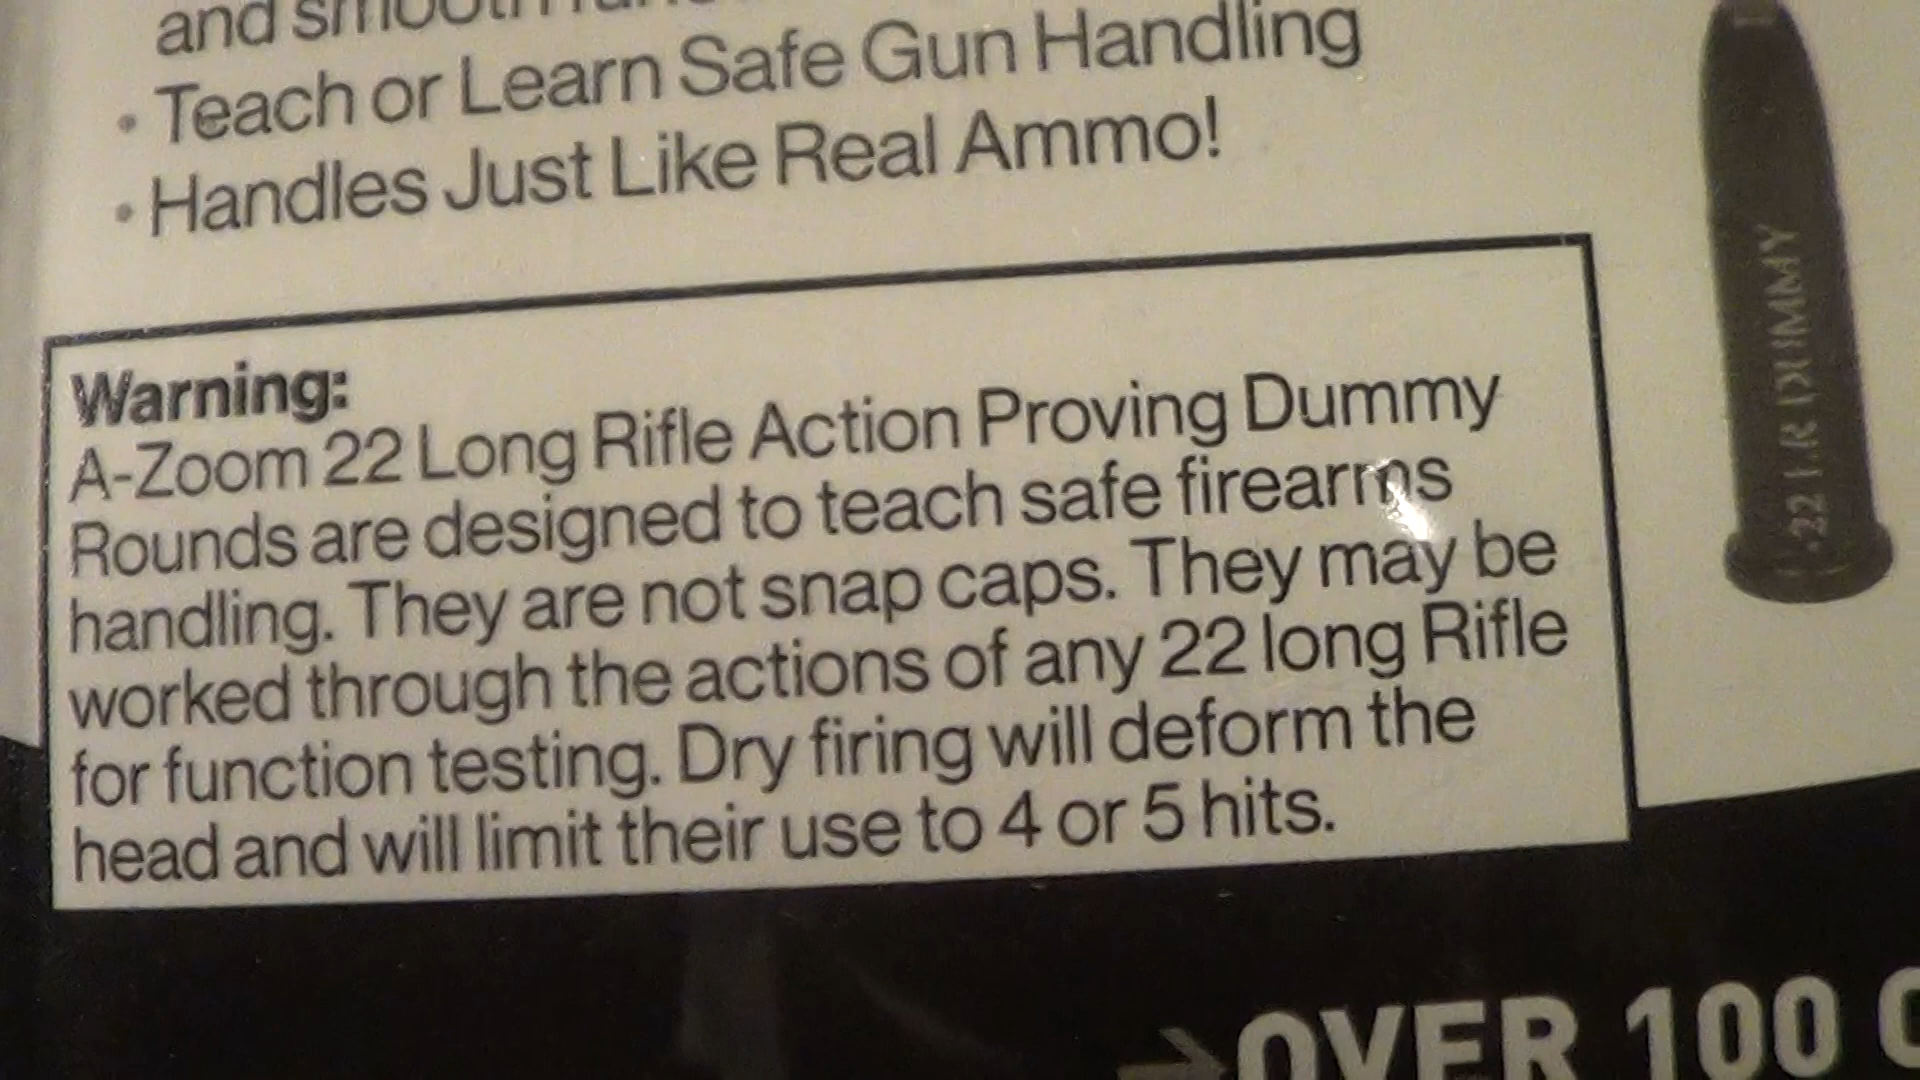 and smooth
• Teach or Learn Safe Gun Handling
• Handles Just Like Real Ammo!
Warning:
A-Zoom 22 Long Rifle Action Proving Dummy
Rounds are designed to teach safe firearms
handling. They are not snap caps. They may be
worked through the actions of any 22 long Rifle
for function testing. Dry firing will deform the
head and will limit their use to 4 or 5 hits.
.22 LR DUMMY
→OVER 100